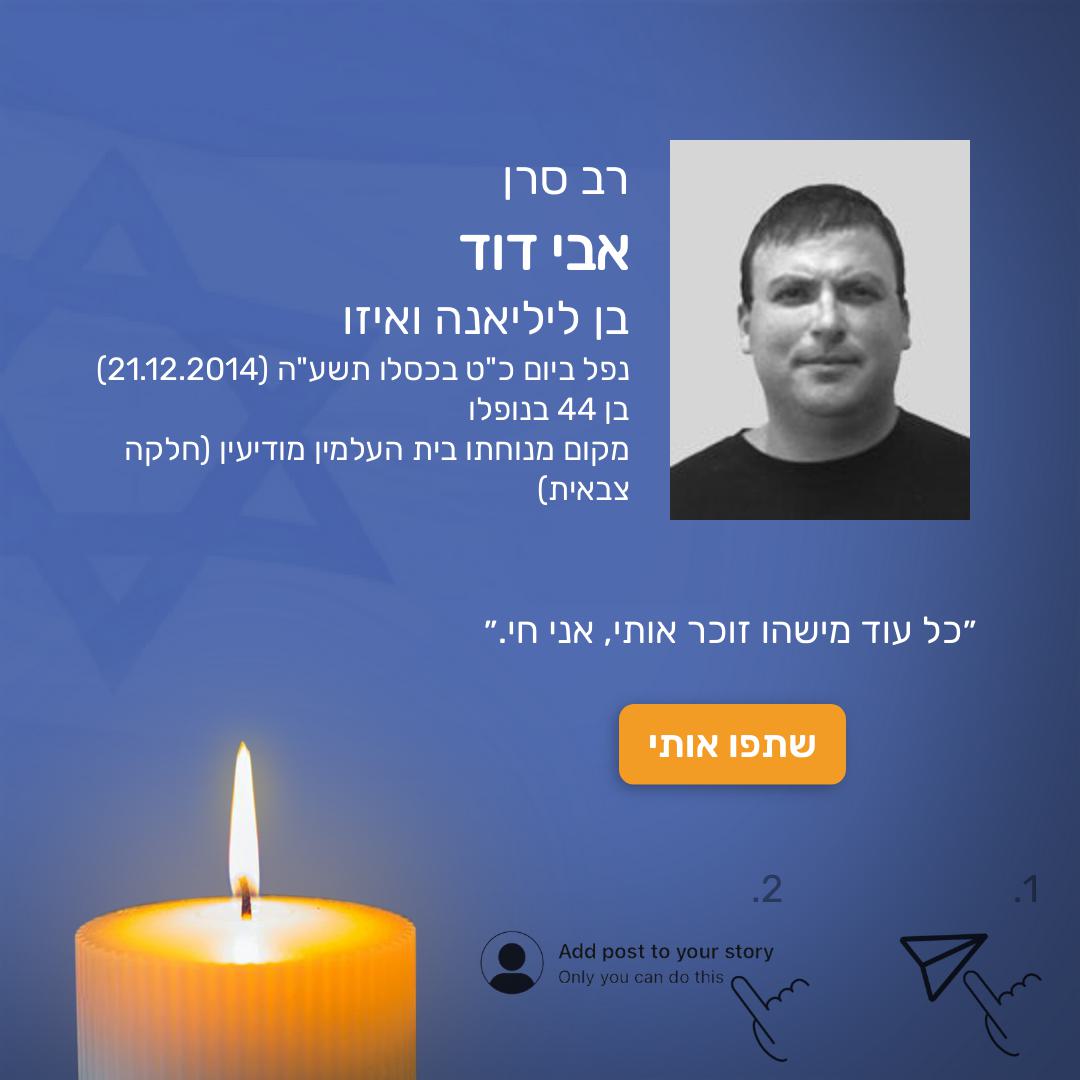 רב סרן
אבי דוד
בן ליליאנה ואיזו
נפל ביום כ"ט בכסלו תשע"ה (21.12.2014)
בן 44 בנופלו
מקום מנוחתו בית העלמין מודיעין (חלקה
צבאית)
״כל עוד מישהו זוכר אותי, אני חי.״
שתפו אותי
.1
.2
Add post to your story
Only you can do this